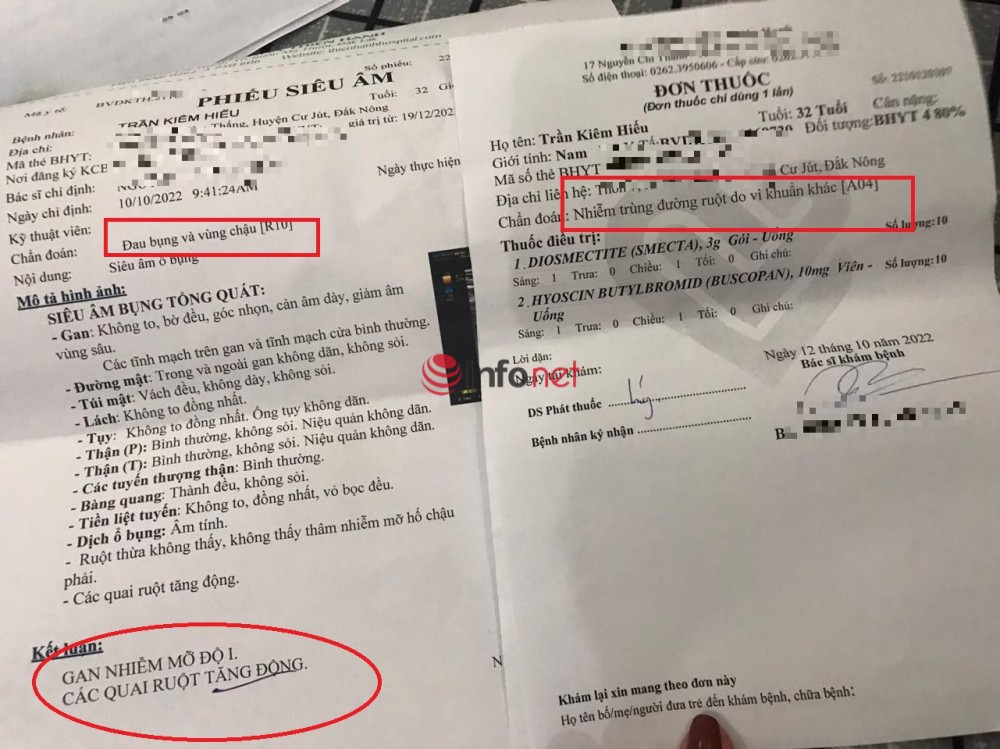 Website: thienhanhhospital.com
PHIẾU SIÊU ÂM
Số phiếu: 22
Mã y tế:
BVĐKTH
Bệnh nhân: TRẦN KIÊM HIẾU
Tuổi: 32
Địa chỉ: Thắng, Huyện Cư Jút, Đắk Nông
Mã thẻ BHYT: giá trị từ: 19/12/202
Nơi đăng ký KCB
Bác sĩ chỉ định:
Ngày thực hiện
Ngày chỉ định: 10/10/2022 9:41:24AM
Kỹ thuật viên:
Chẩn đoán: Đau bụng và vùng chậu [R10]
Nội dung: Siêu âm ổ bụng
Mô tả hình ảnh:
SIÊU ÂM BỤNG TỔNG QUÁT:
- Gan: Không to, bờ đều, góc nhọn, cản âm dày, giảm âm
vùng sâu.
Các tĩnh mạch trên gan và tĩnh mạch cửa bình thường.
- Đường mật: Trong và ngoài gan không dãn, không sỏi.
- Túi mật: Vách đều, không dày, không sỏi.
- Lách: Không to đồng nhất.
- Tụy: Không to đồng nhất. Ống tụy không dãn.
- Thận (P): Bình thường, không sỏi. Niệu quản không dãn.
- Thận (T): Bình thường, không sỏi. Niệu quản không dãn.
- Các tuyến thượng thận: Bình thường.
- Bàng quang: Thành đều, không sỏi.
- Tiền liệt tuyến: Không to, đồng nhất, vỏ bọc đều.
- Dịch ổ bụng: Âm tính.
- Ruột thừa không thấy, không thấy thâm nhiễm mỡ hố chậu
phải.
- Các quai ruột tăng động.
Kết luận:
GAN NHIỄM MỠ ĐỘ I.
CÁC QUAI RUỘT TĂNG ĐỘNG.
infonet
17 Nguyễn Chí Thanh
Số điện thoại: 0262.3950606 - Cấp cứu: 0262
ĐƠN THUỐC
(Đơn thuốc chỉ dùng 1 lần)
Họ tên: Trần Kiêm Hiếu
Tuổi: 32 Tuổi
Cân nặng:
Giới tính: Nam
Đối tượng: BHYT 4 80%
Mã số thẻ BHYT
Địa chỉ liên hệ: Thôn Cư Jút, Đắk Nông
Chẩn đoán: Nhiễm trùng đường ruột do vi khuẩn khác [A04]
Thuốc điều trị:
1. DIOSMECTITE (SMECTA), 3g Gói - Uống
Số lượng: 10
Sáng: 1 Trưa: 0 Chiều: 1 Tối: 0 Ghi chú:
2. HYOSCIN BUTYLBROMID (BUSCOPAN), 10mg Viên -
Uống
Số lượng: 10
Sáng: 1 Trưa: 0 Chiều: 1 Tối: 0 Ghi chú:
Lời dặn:
Ngày tái khám:
Ngày 12 tháng 10 năm 2022
Bác sĩ khám bệnh
DS Phát thuốc
Bệnh nhân ký nhận
Khám lại xin mang theo đơn này
Họ tên bố/mẹ/người đưa trẻ đến khám bệnh, chữa bệnh: